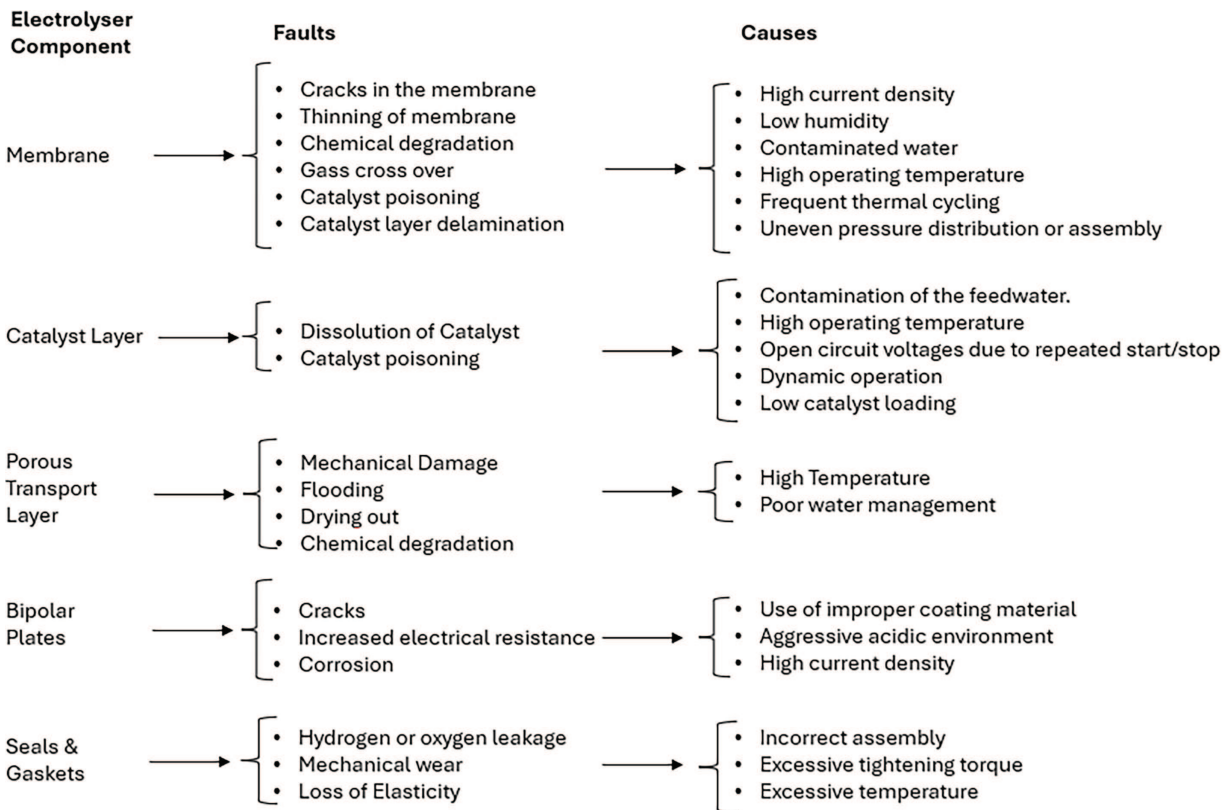 Electrolyser
Component
Faults
Causes
Membrane
• Cracks in the membrane
• Thinning of membrane
• Chemical degradation
• Gass cross over
• Catalyst poisoning
• Catalyst layer delamination
• High current density
• Low humidity
• Contaminated water
• High operating temperature
• Frequent thermal cycling
• Uneven pressure distribution or assembly
Catalyst Layer
• Dissolution of Catalyst
• Catalyst poisoning
• Contamination of the feedwater.
• High operating temperature
• Open circuit voltages due to repeated start/stop
• Dynamic operation
• Low catalyst loading
Porous
Transport
Layer
• Mechanical Damage
• Flooding
• Drying out
• Chemical degradation
• High Temperature
• Poor water management
Bipolar
Plates
• Cracks
• Increased electrical resistance
• Corrosion
• Use of improper coating material
• Aggressive acidic environment
• High current density
Seals &
Gaskets
• Hydrogen or oxygen leakage
• Mechanical wear
• Loss of Elasticity
• Incorrect assembly
• Excessive tightening torque
• Excessive temperature